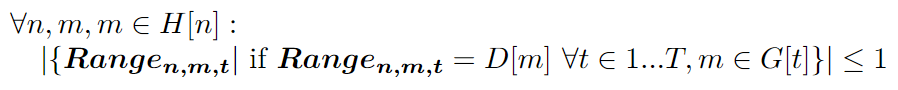 ∀n, m, m ∈ H[n] :
|{Range_{n,m,t}| if Range_{n,m,t} = D[m] ∀t ∈ 1...T, m ∈ G[t]}| ≤ 1